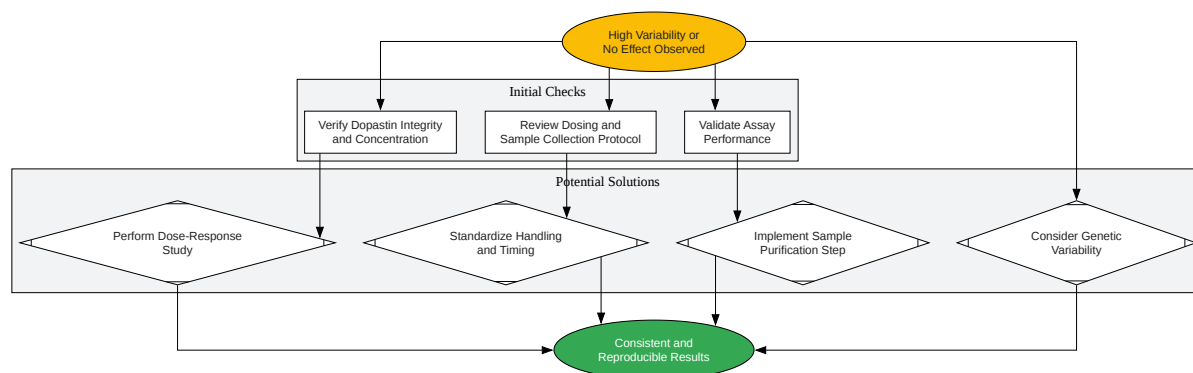 High Variability or
No Effect Observed
Initial Checks
Verify Dopastin Integrity
and Concentration
Review Dosing and
Sample Collection Protocol
Validate Assay
Performance
Potential Solutions
Perform Dose-Response
Study
Standardize Handling
and Timing
Implement Sample
Purification Step
Consider Genetic
Variability
Consistent and
Reproducible Results